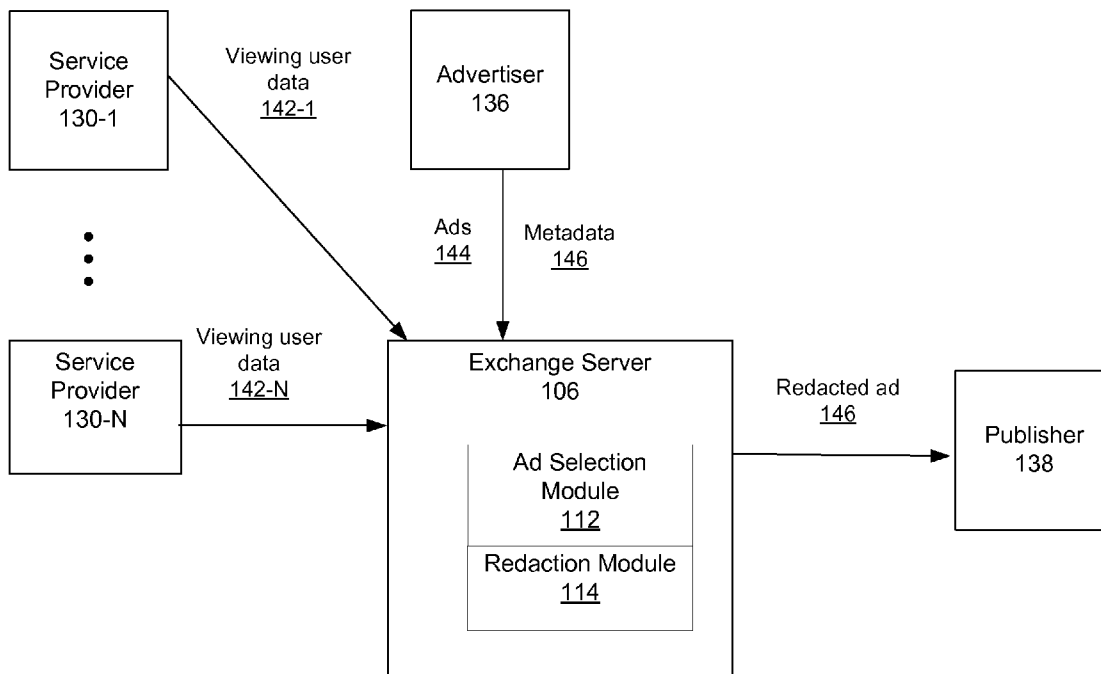 Service
Provider
130-1
Viewing user
data
142-1
Advertiser
136
Ads
144
Metadata
146
Service
Provider
130-N
Viewing user
data
142-N
Exchange Server
106
Ad Selection
Module
112
Redaction Module
114
Redacted ad
146
Publisher
138